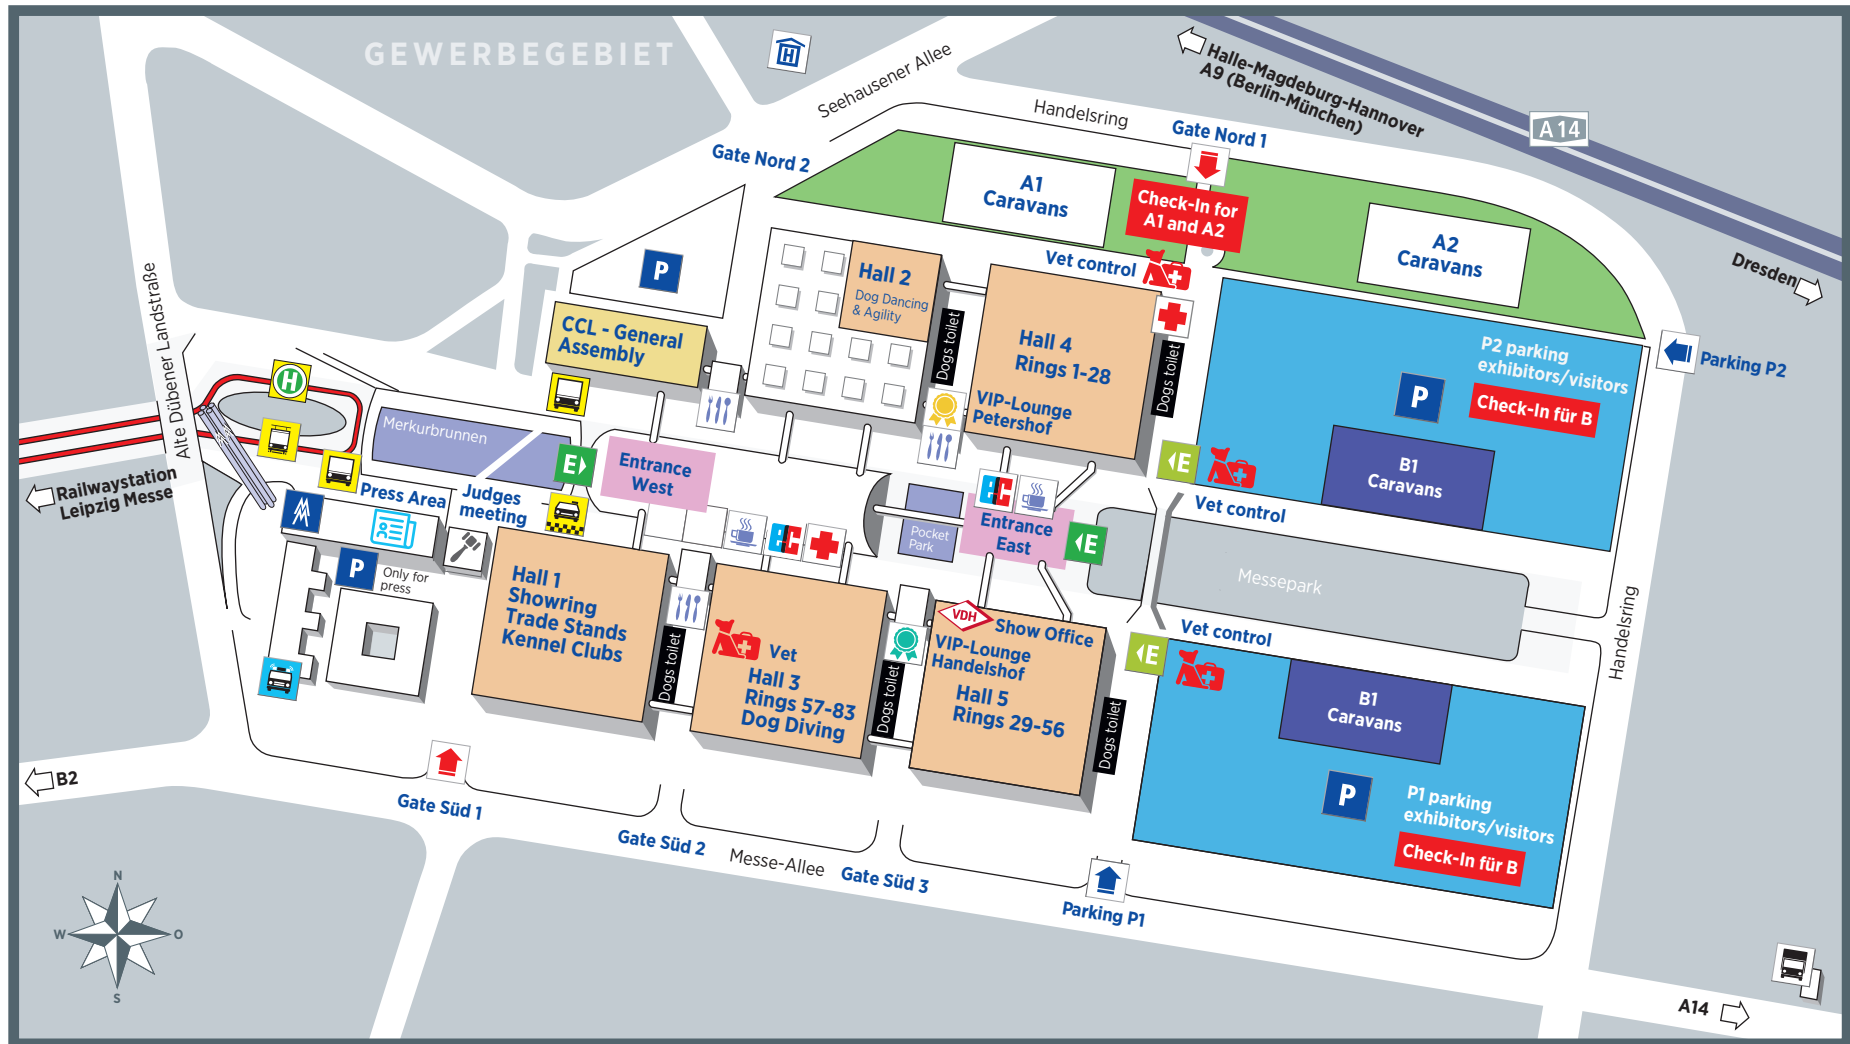 GEWERBEGEBIET
H
Seehausener Allee
Handelsring
Halle-Magdeburg-Hannover
A9 (Berlin-München)
A 14
Dresden
Gate Nord 1
Gate Nord 2
A1
Caravans
Check-In for
A1 and A2
A2
Caravans
Vet control
P
Hall 2
Dog Dancing
& Agility
CCL - General
Assembly
Dogs toilet
Hall 4
Rings 1-28
VIP-Lounge
Petershof
Dogs toilet
P2 parking
exhibitors/visitors
P
Check-In für B
Parking P2
B1
Caravans
Alte Dübener Landstraße
H
Merkurbrunnen
E
Entrance
West
Railwaystation
Leipzig Messe
Press Area
Judges
meeting
E
Vet control
EC
Pocket
Park
Entrance
East
E
Messepark
EC
P
Only for
press
Hall 1
Showring
Trade Stands
Kennel Clubs
Dogs toilet
Vet
Hall 3
Rings 57-83
Dog Diving
Dogs toilet
VDH
Show Office
VIP-Lounge
Handelshof
Hall 5
Rings 29-56
Dogs toilet
E
Vet control
Handelsring
B1
Caravans
P
P1 parking
exhibitors/visitors
Check-In für B
B2
Gate Süd 1
Gate Süd 2
Messe-Allee
Gate Süd 3
Parking P1
N
W
O
S
A14